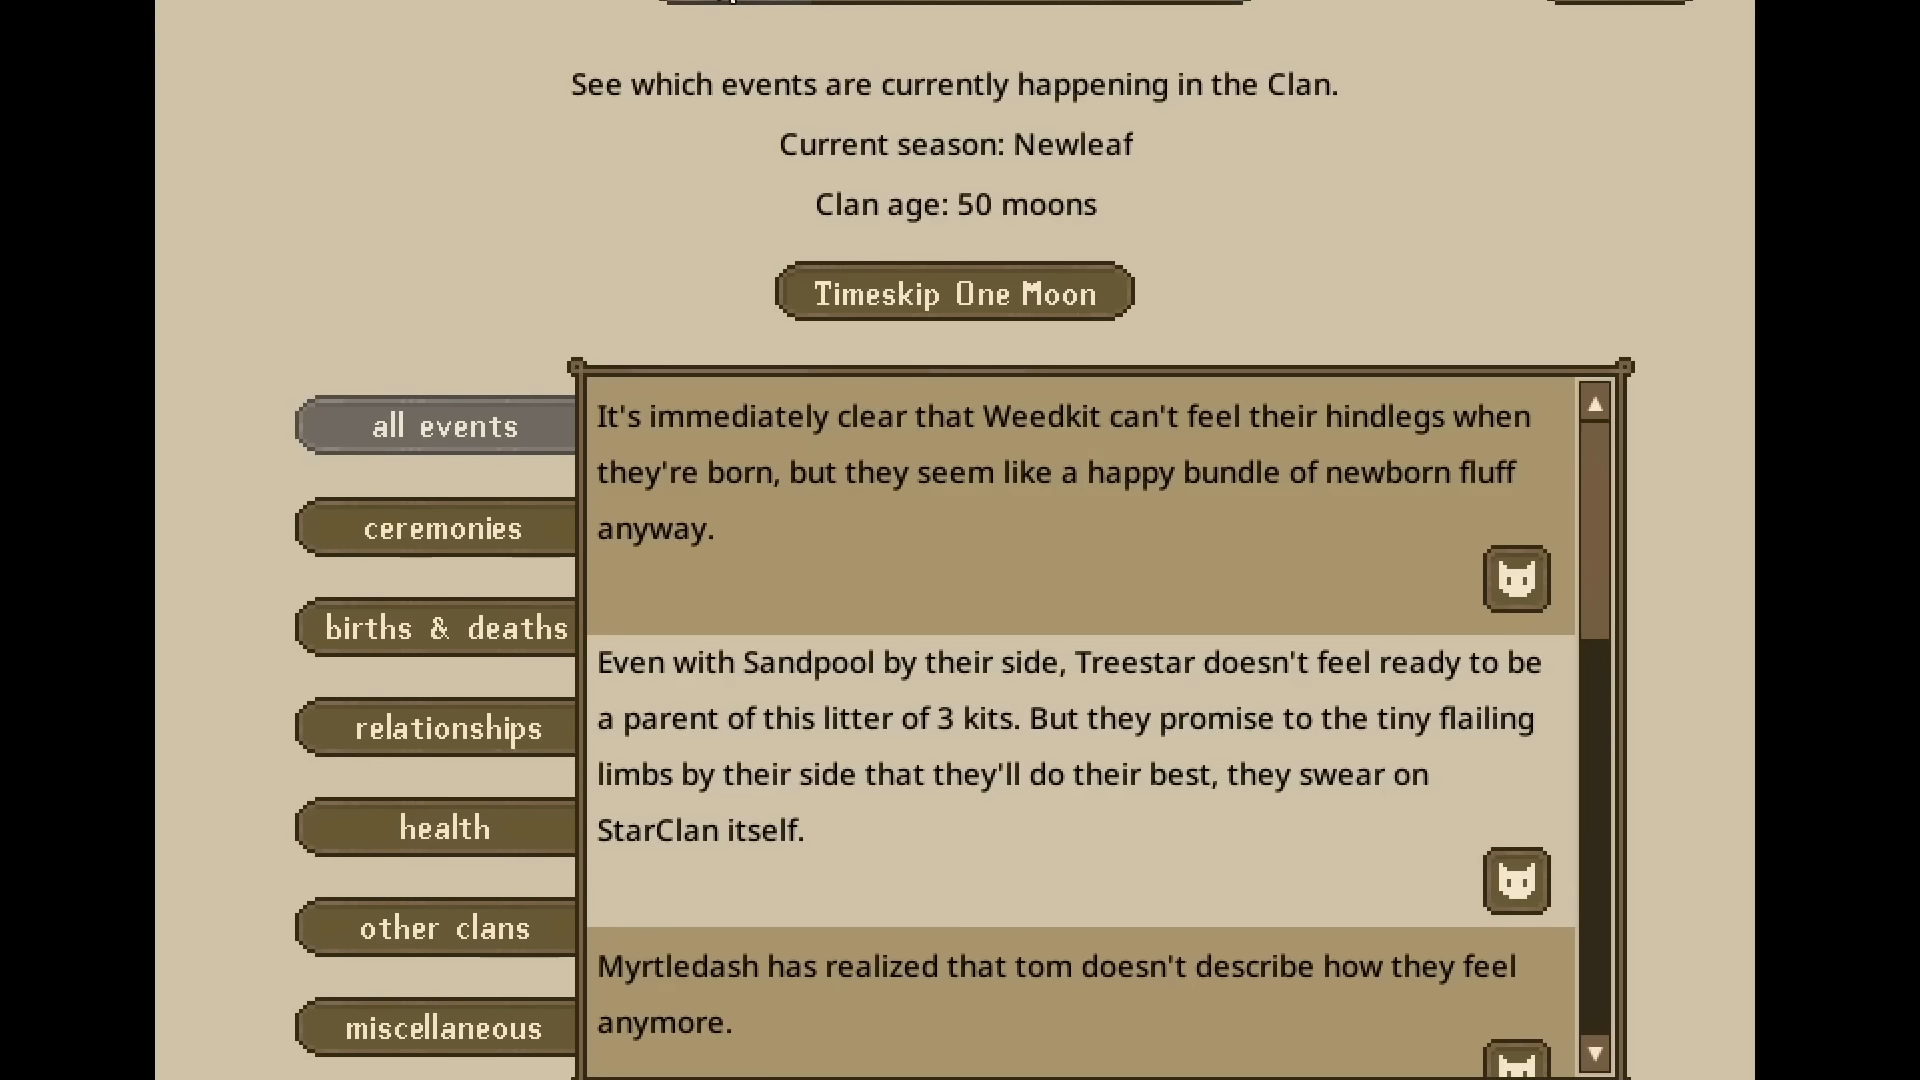 See which events are currently happening in the Clan.
Current season: Newleaf
Clan age: 50 moons
Timeskip One Moon
all events
ceremonies
births & deaths
relationships
health
other clans
miscellaneous
It's immediately clear that Weedkit can't feel their hindlegs when
they're born, but they seem like a happy bundle of newborn fluff
anyway.
Even with Sandpool by their side, Treestar doesn't feel ready to be
a parent of this litter of 3 kits. But they promise to the tiny flailing
limbs by their side that they'll do their best, they swear on
StarClan itself.
Myrtledash has realized that tom doesn't describe how they feel
anymore.